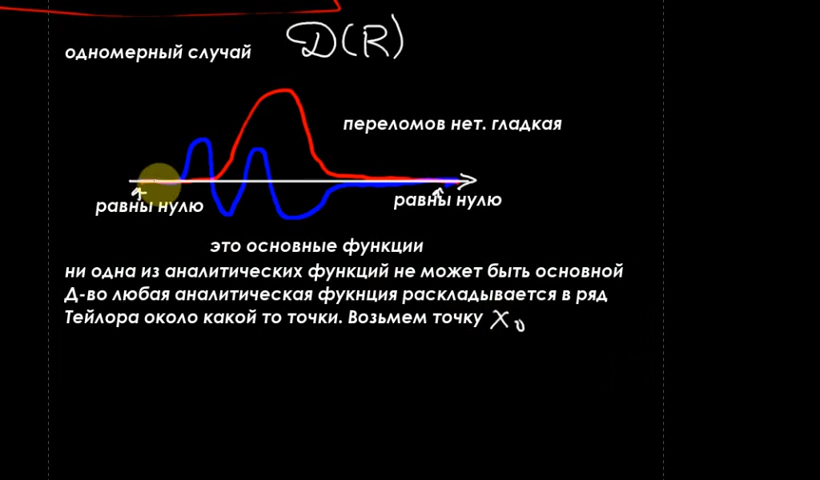 одномерный случай 𝒟(R)
переломов нет. гладкая
равны нулю равны нулю
это основные функции
ни одна из аналитических функций не может быть основной
Д-во любая аналитическая фукнция раскладывается в ряд
Тейлора около какой то точки. Возьмем точку x₀